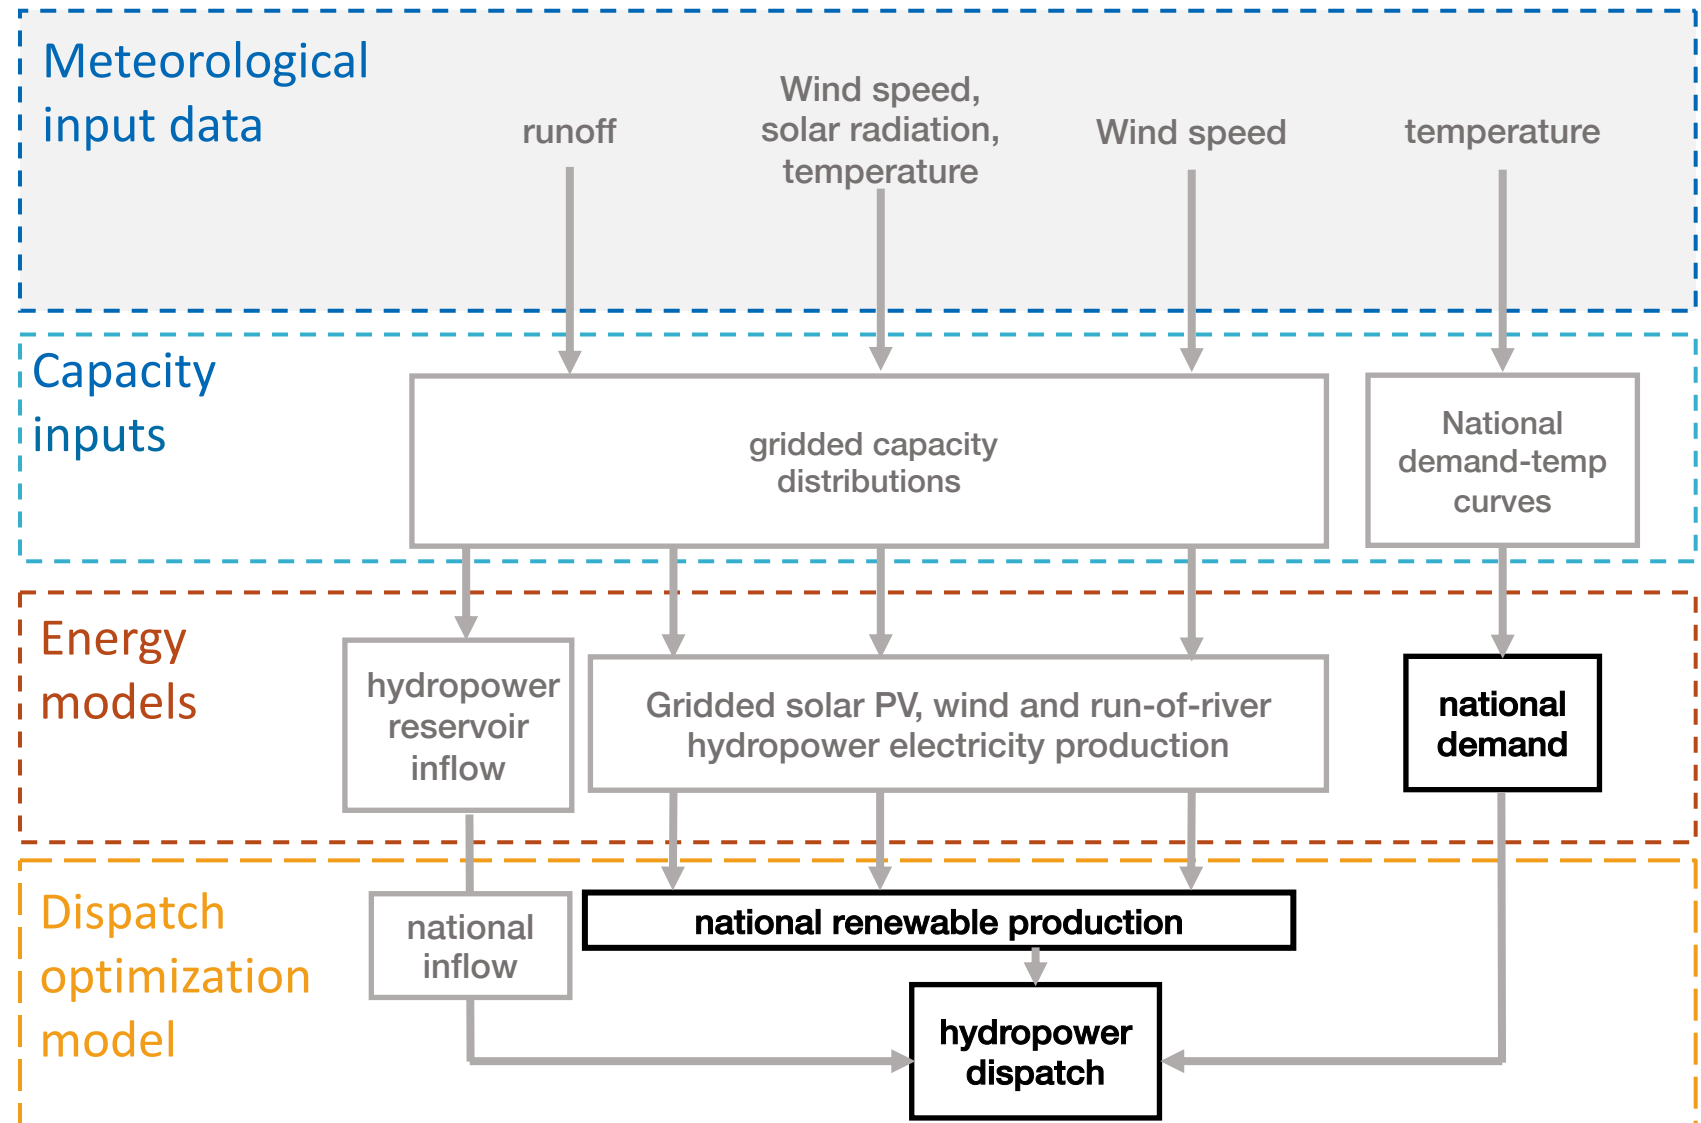 Meteorological
input data
runoff
Wind speed,
solar radiation,
temperature
Wind speed
temperature
Capacity
inputs
gridded capacity
distributions
National
demand-temp
curves
Energy
models
hydropower
reservoir
inflow
Gridded solar PV, wind and run-of-river
hydropower electricity production
national
demand
Dispatch
optimization
model
national
inflow
national renewable production
hydropower
dispatch